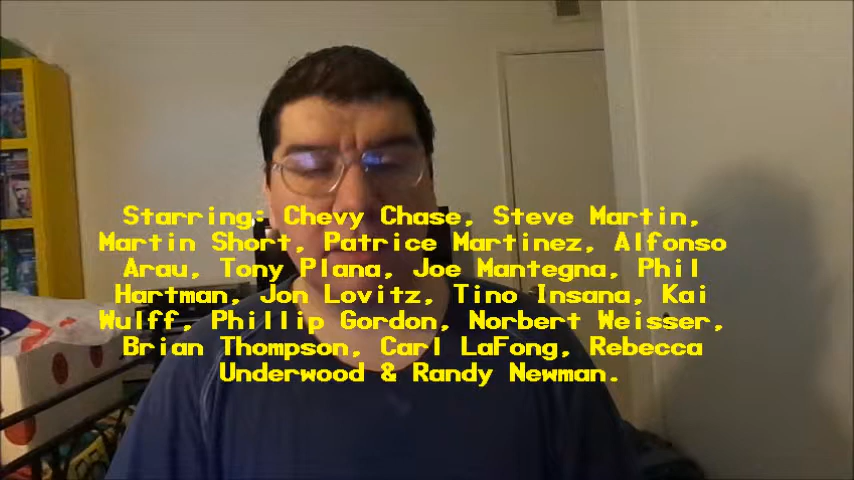 Starring: Chevy Chase, Steve Martin,
Martin Short, Patrice Martinez, Alfonso
Arau, Tony Plana, Joe Mantegna, Phil
Hartman, Jon Lovitz, Tino Insana, Kai
Wulff, Phillip Gordon, Norbert Weisser,
Brian Thompson, Carl LaFong, Rebecca
Underwood & Randy Newman.